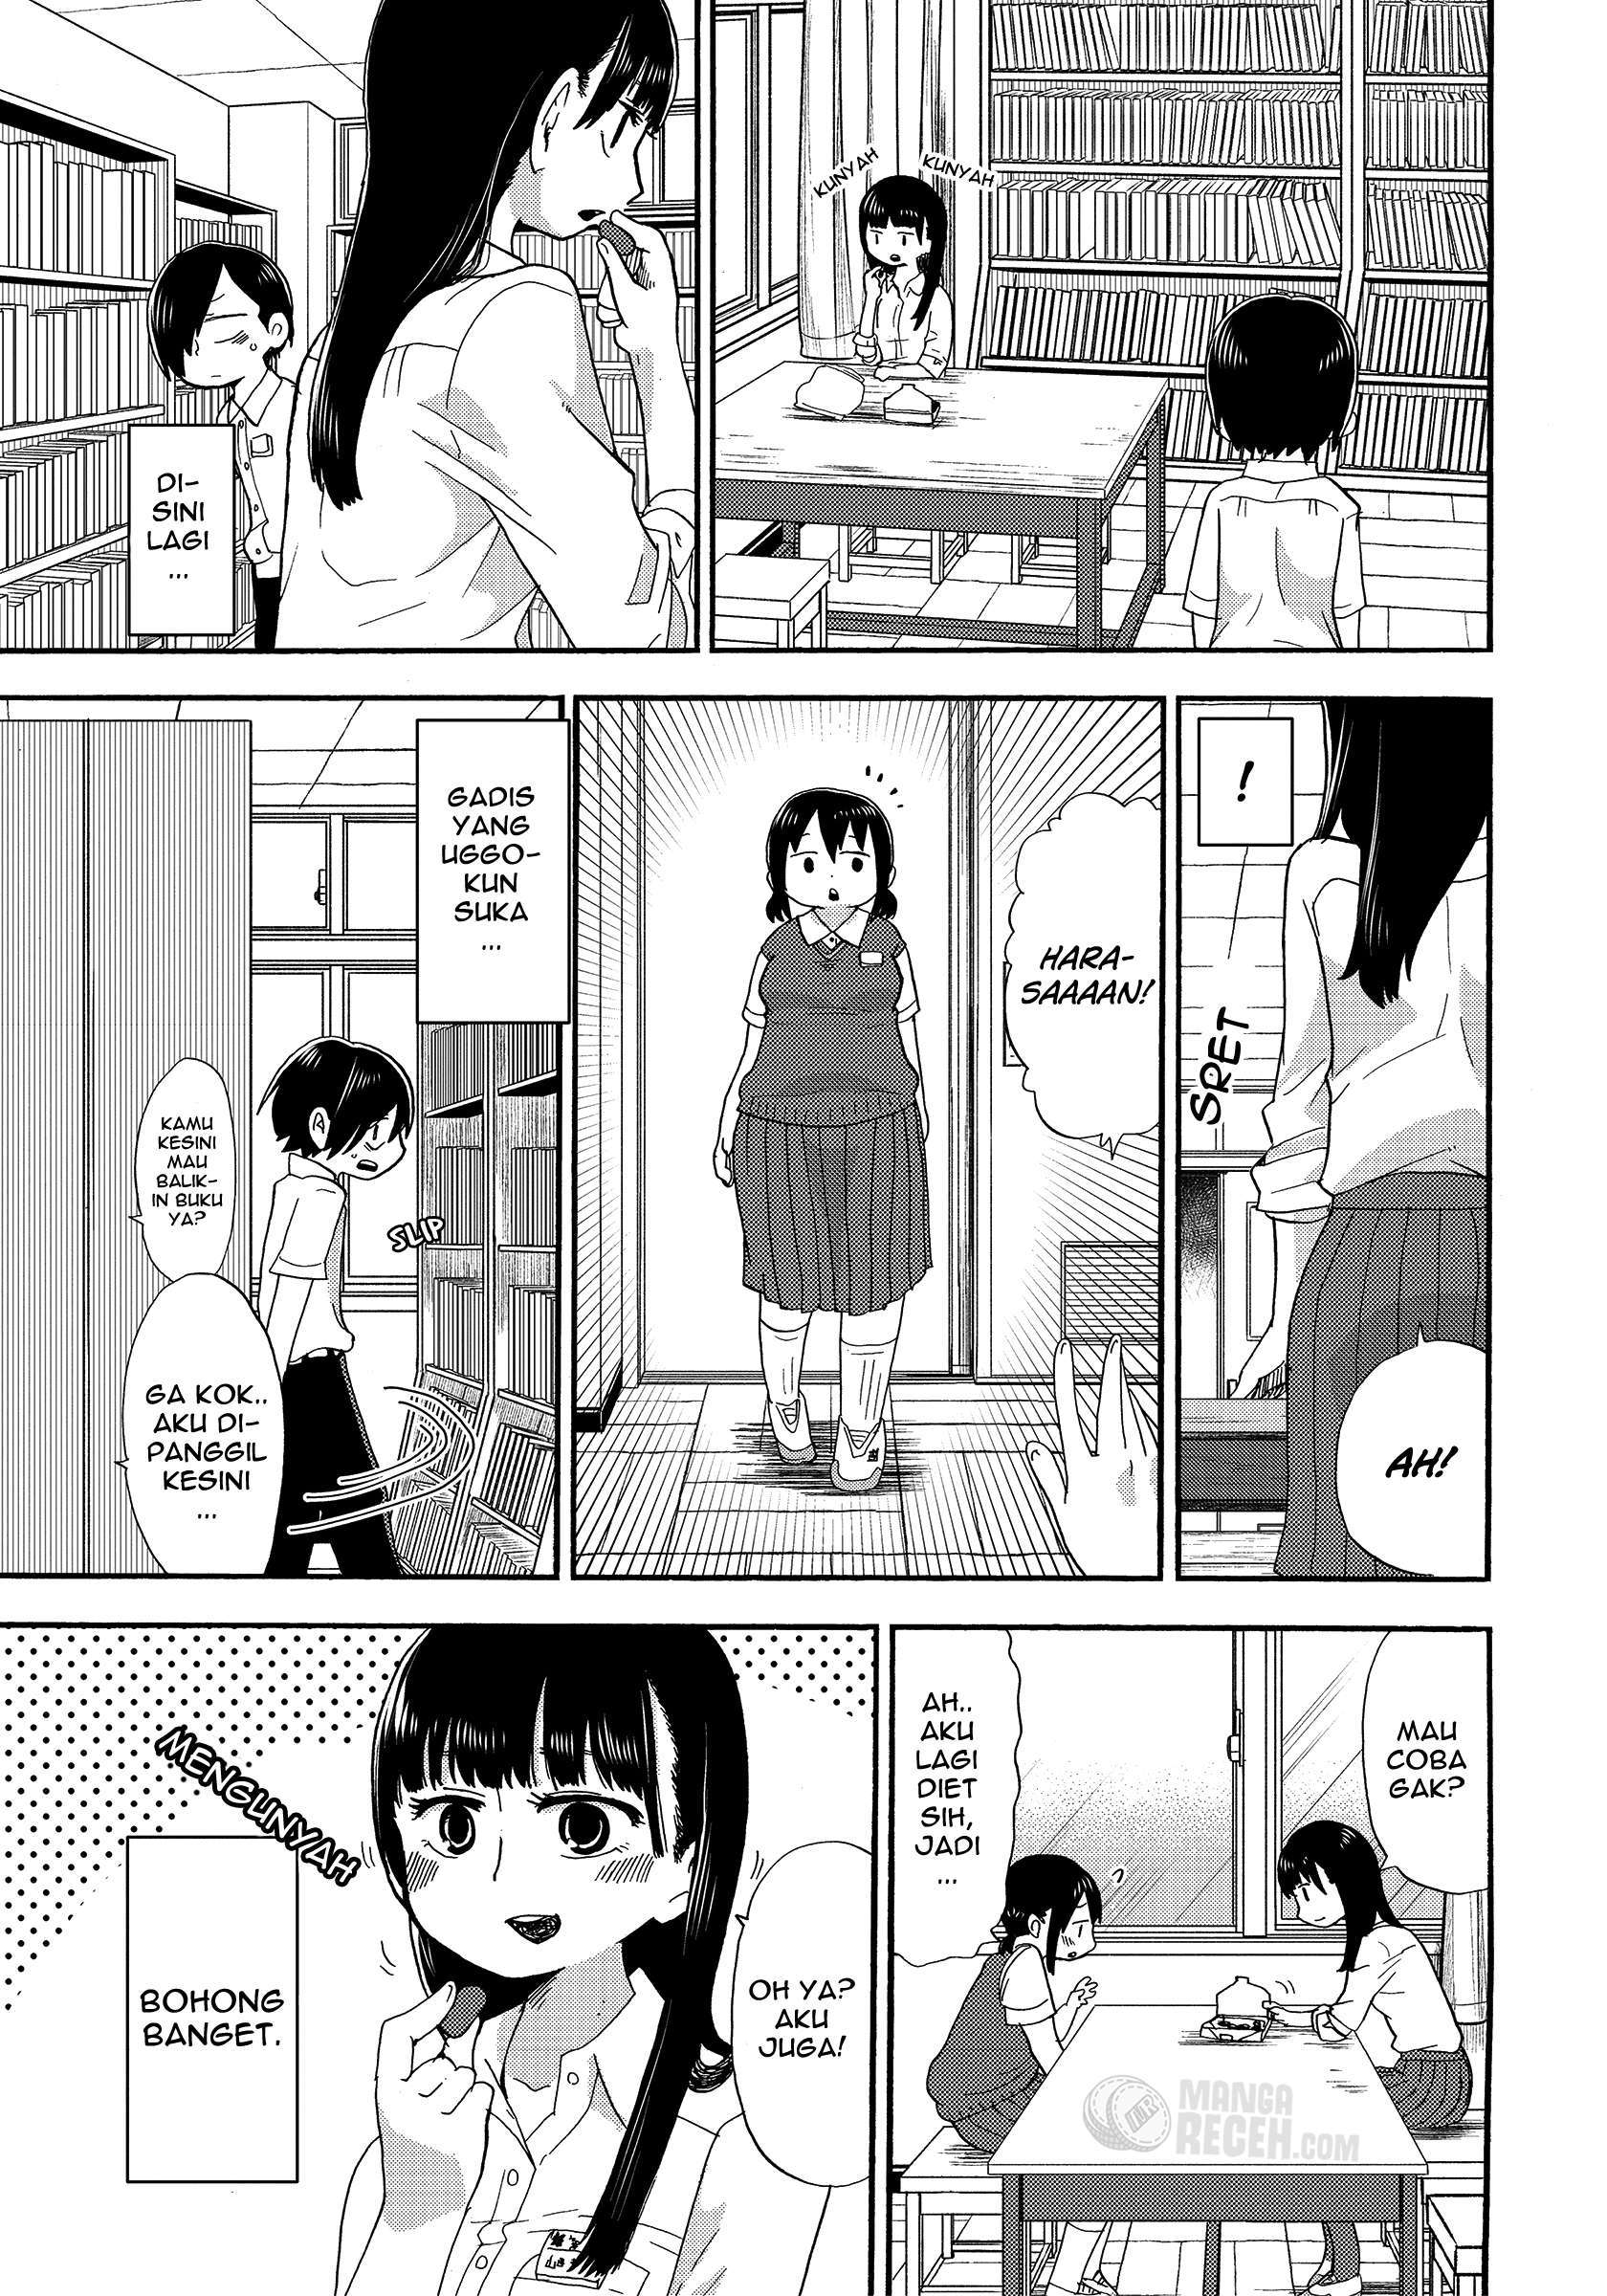 KUNYAH
KUNYAH
DI-
SINI
LAGI
...
!
SRET
AH!
HARA-
SAAAAN!
GADIS
YANG
UGGO-
KUN
SUKA
...
KAMU
KESINI
MAU
BALIK-
IN BUKU
YA?
SLIP
GA KOK..
AKU DI-
PANGGIL
KESINI
...
MAU
COBA
GAK?
AH..
AKU
LAGI
DIET
SIH,
JADI
...
OH YA?
AKU
JUGA!
MENGUNYAH
BOHONG
BANGET.
MR
MANGA
RECEH.COM